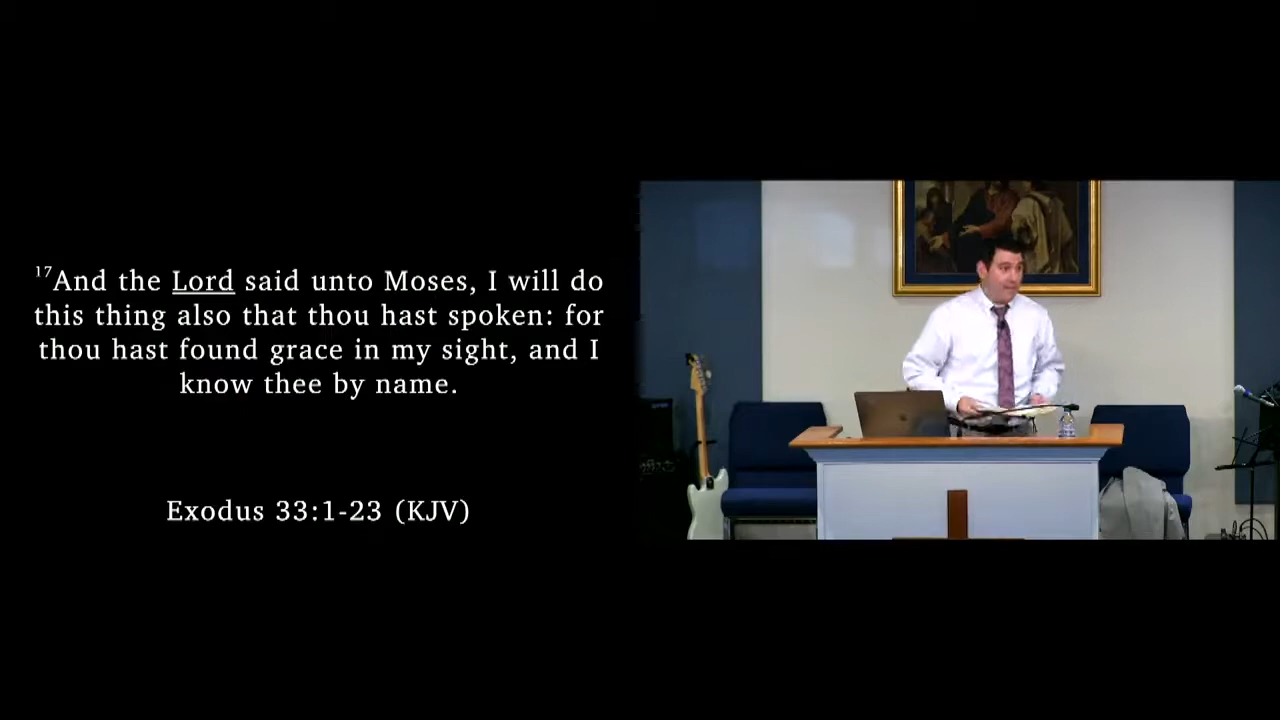 17And the Lord said unto Moses, I will do
this thing also that thou hast spoken: for
thou hast found grace in my sight, and I
know thee by name.
Exodus 33:1-23 (KJV)